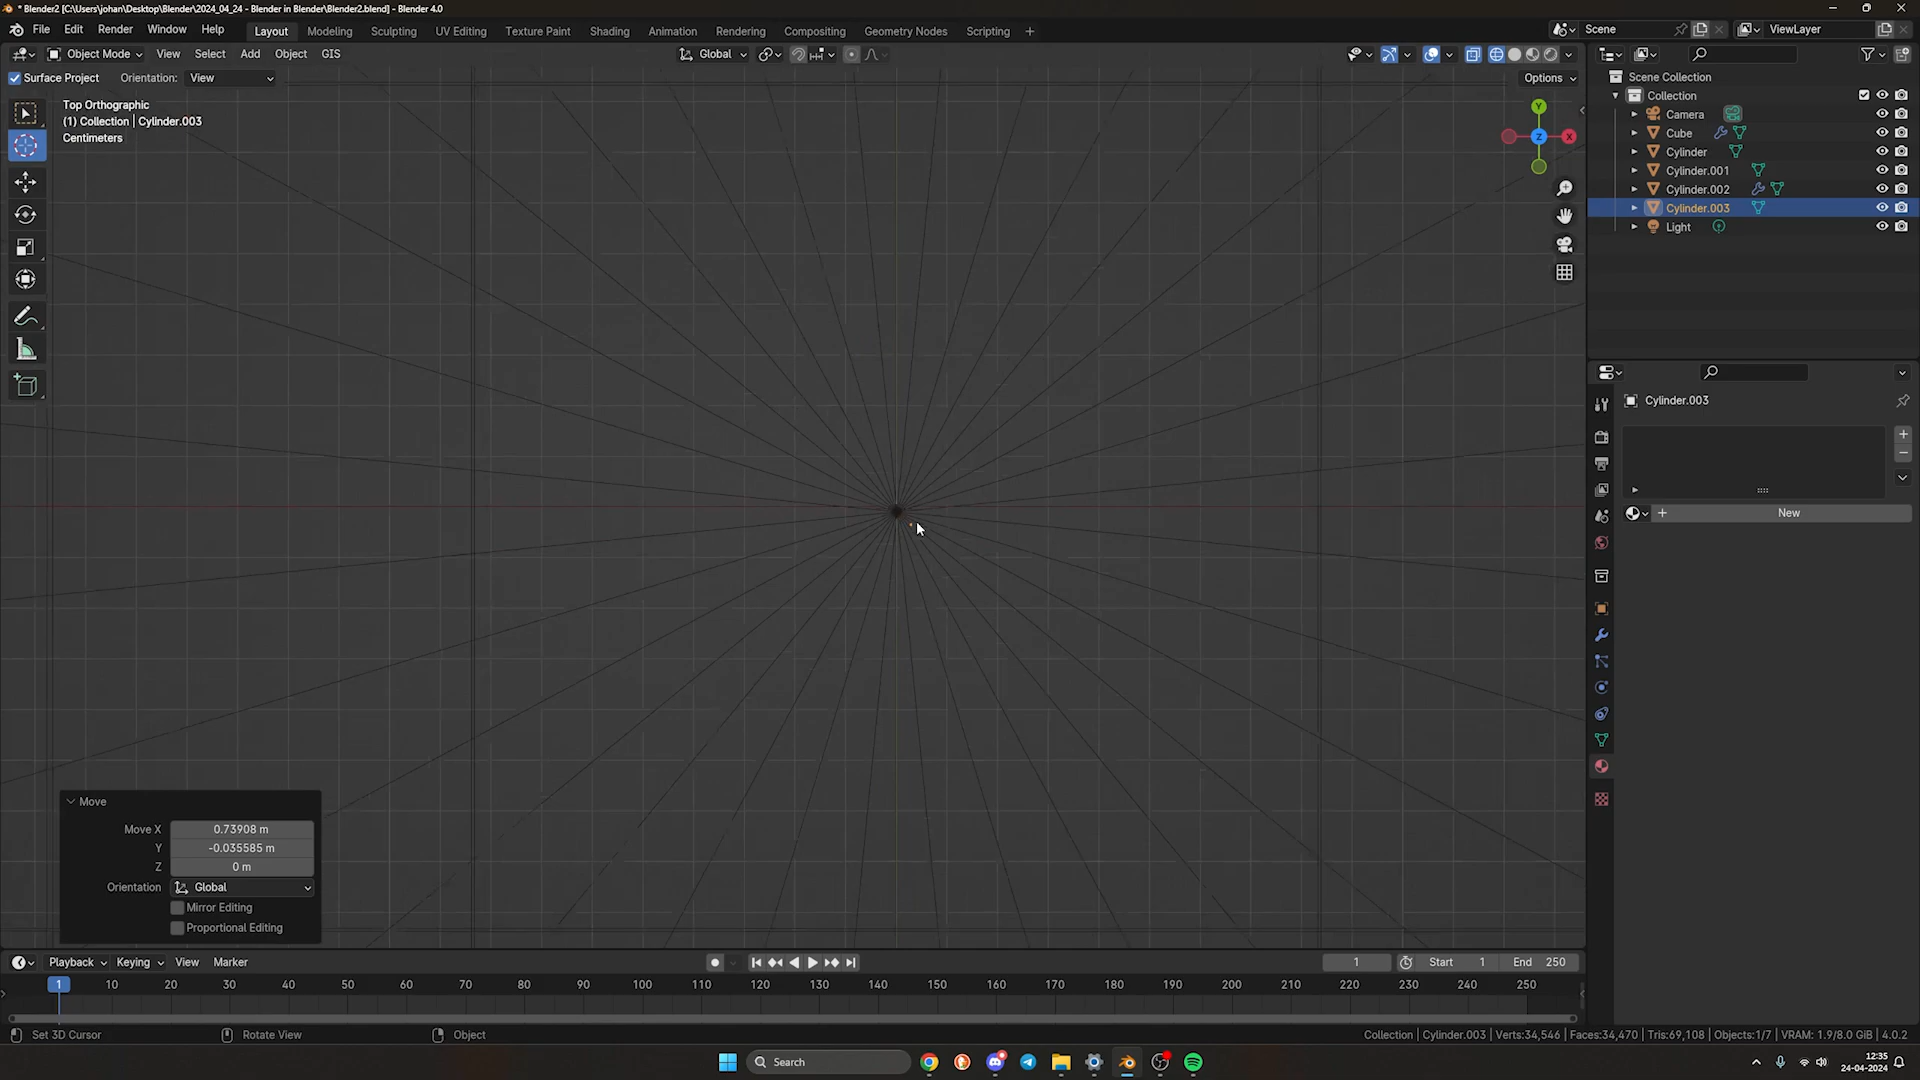 * Blender2 [C:\Users\johan\Desktop\Blender\2024_04_24 - Blender in Blender\Blender2.blend] - Blender 4.0
File Edit Render Window Help Layout Modeling Sculpting UV Editing Texture Paint Shading Animation Rendering Compositing Geometry Nodes Scripting + Scene ViewLayer
Object Mode View Select Add Object GIS Global
Surface Project Orientation: View Options
Top Orthographic
(1) Collection | Cylinder.003
Centimeters
Y
Z X
Scene Collection
Collection
Camera
Cube
Cylinder
Cylinder.001
Cylinder.002
Cylinder.003
Light
Cylinder.003
New
Move
Move X 0.73908 m
Y -0.035585 m
Z 0 m
Orientation Global
Mirror Editing
Proportional Editing
Playback Keying View Marker 1 Start 1 End 250
1 10 20 30 40 50 60 70 80 90 100 110 120 130 140 150 160 170 180 190 200 210 220 230 240 250
Set 3D Cursor Rotate View Object Collection | Cylinder.003 | Verts:34,546 | Faces:34,470 | Tris:69,108 | Objects:1/7 | VRAM: 1.9/8.0 GiB | 4.0.2
Search
12:35
24-04-2024